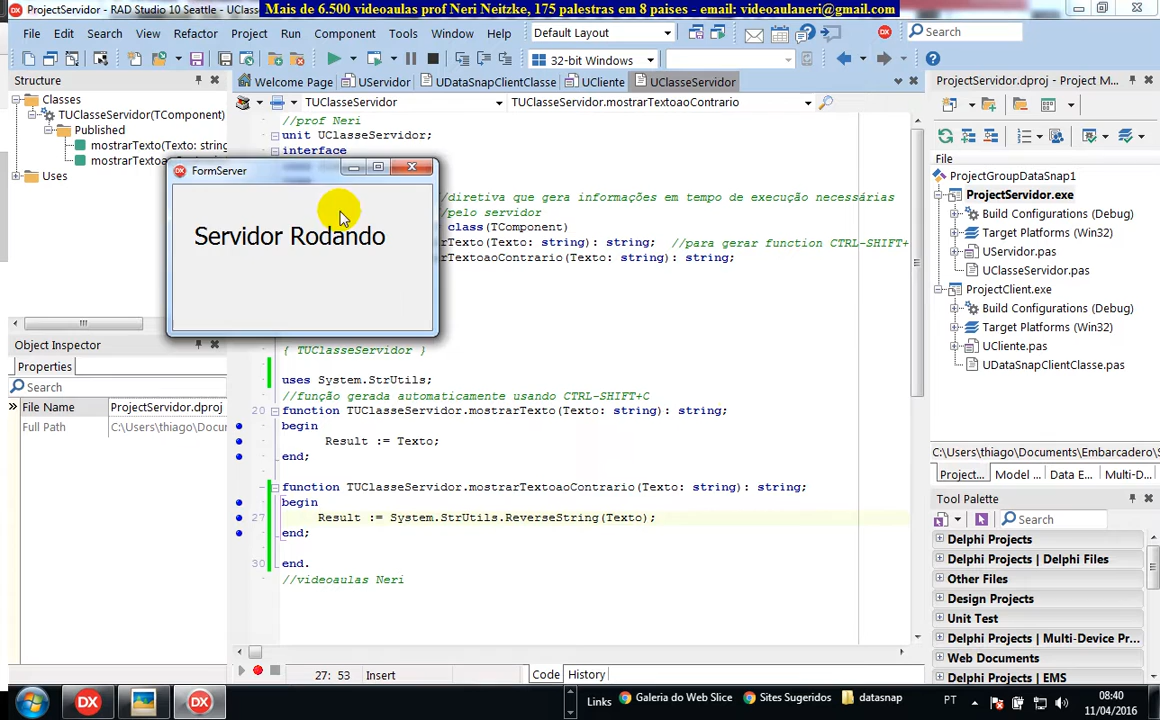 ProjectServidor - RAD Studio 10 Seattle - UClasse
Mais de 6.500 videoaulas prof Neri Neitzke, 175 palestras em 8 paises - email: videoaulaneri@gmail.com
File Edit Search View Refactor Project Run Component Tools Window Help
Default Layout
Search
32-bit Windows
Structure
Classes
TUClasseServidor(TComponent)
Published
mostrarTexto(Texto: string
mostrarTexto
Uses
Welcome Page UServidor UDataSnapClientClasse UCliente UClasseServidor
TUClasseServidor
TUClasseServidor.mostrarTextoaoContrario
//prof Neri
unit UClasseServidor;
interface
//diretiva que gera informações em tempo de execução necessárias
//pelo servidor
class(TComponent)
arTexto(Texto: string): string; //para gerar function CTRL-SHIFT+
arTextoaoContrario(Texto: string): string;
FormServer
Servidor Rodando
{ TUClasseServidor }
uses System.StrUtils;
//função gerada automaticamente usando CTRL-SHIFT+C
20 function TUClasseServidor.mostrarTexto(Texto: string): string;
begin
Result := Texto;
end;
function TUClasseServidor.mostrarTextoaoContrario(Texto: string): string;
begin
27 Result := System.StrUtils.ReverseString(Texto);
end;
30 end.
//videoaulas Neri
27: 53 Insert
Code History
Object Inspector
Properties
Search
File Name ProjectServidor.dproj
Full Path C:\Users\thiago\Docu
ProjectServidor.dproj - Project M...
File
ProjectGroupDataSnap1
ProjectServidor.exe
Build Configurations (Debug)
Target Platforms (Win32)
UServidor.pas
UClasseServidor.pas
ProjectClient.exe
Build Configurations (Debug)
Target Platforms (Win32)
UCliente.pas
UDataSnapClientClasse.pas
C:\Users\thiago\Documents\Embarcadero\S
Project... Model ... Data E... Multi-D...
Tool Palette
Search
Delphi Projects
Delphi Projects | Delphi Files
Other Files
Design Projects
Unit Test
Delphi Projects | Multi-Device Pr...
Web Documents
Delphi Projects | EMS
Links Galeria do Web Slice Sites Sugeridos datasnap
PT
08:40
11/04/2016